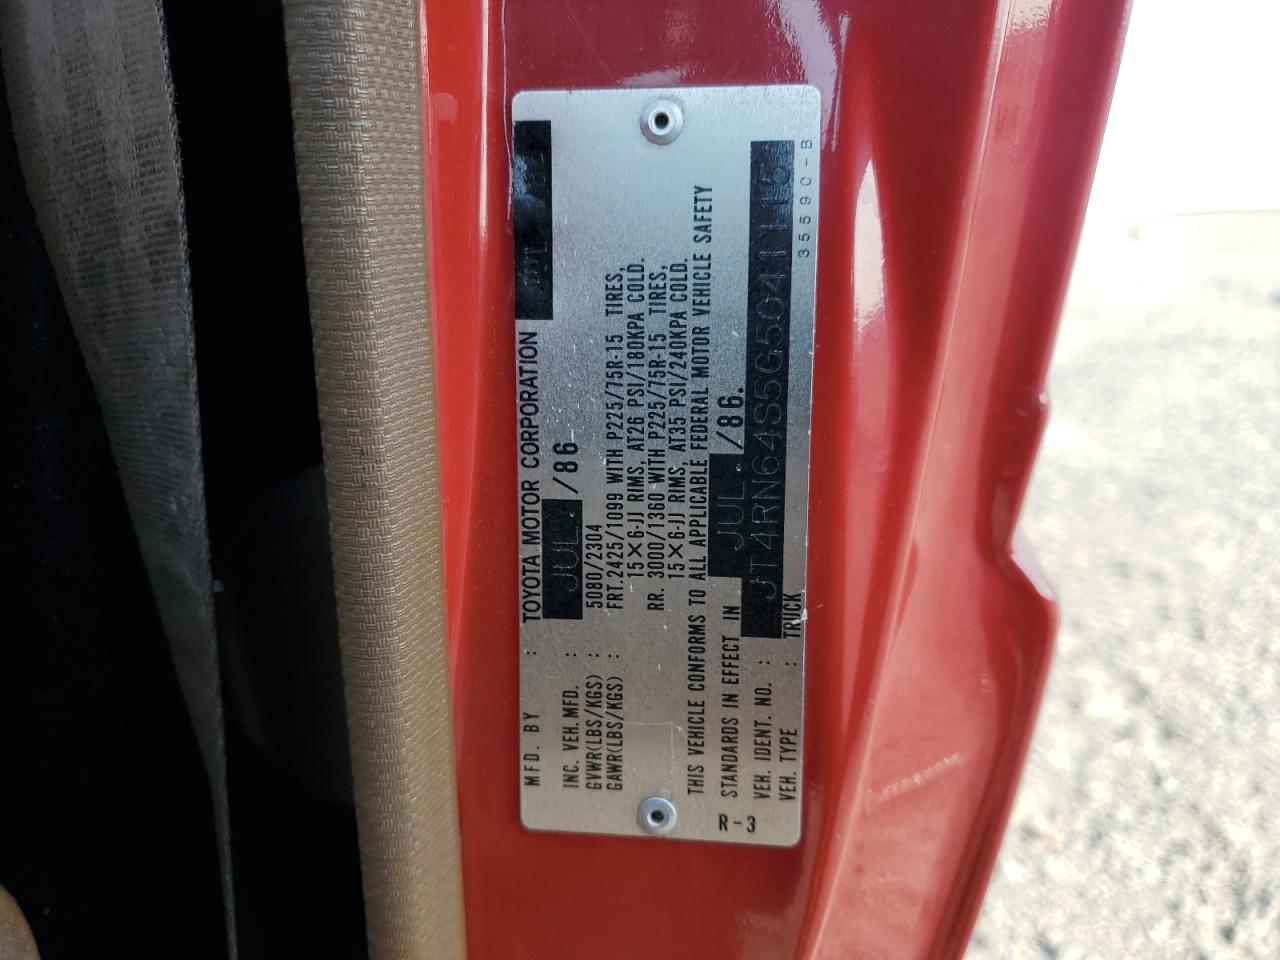 MFD. BY : TOYOTA MOTOR CORPORATION
INC. VEH. MFD. : JUL. /86
GVWR(LBS/KGS) : 5080/2304
GAWR(LBS/KGS) : FRT. 2425/1099 WITH P225/75R-15 TIRES,
15×6-JJ RIMS, AT26 PSI/180KPA COLD.
RR. 3000/1360 WITH P225/75R-15 TIRES,
15×6-JJ RIMS, AT35 PSI/240KPA COLD.
THIS VEHICLE CONFORMS TO ALL APPLICABLE FEDERAL MOTOR VEHICLE SAFETY
STANDARDS IN EFFECT IN JUL. /86.
VEH. IDENT. NO. :
VEH. TYPE : TRUCK
R-3
35590-B